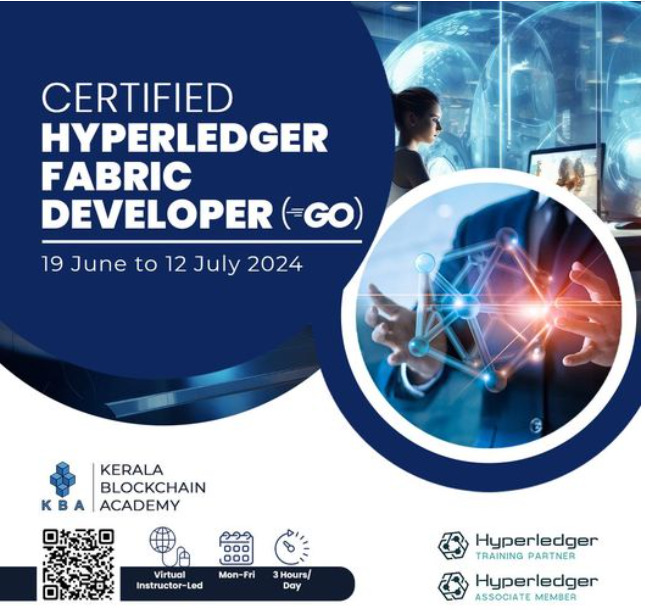 CERTIFIED
HYPERLEDGER
FABRIC
DEVELOPER (GO)
19 June to 12 July 2024
KBA
KERALA
BLOCKCHAIN
ACADEMY
Virtual
Instructor-Led
Mon-Fri
3 Hours/
Day
Hyperledger
TRAINING PARTNER
Hyperledger
ASSOCIATE MEMBER